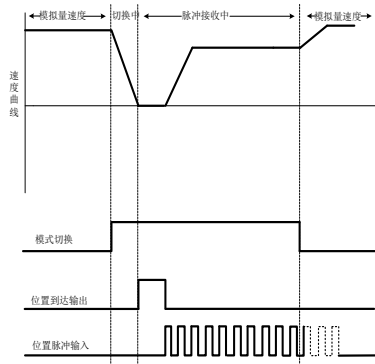 模拟量速度
切换中
脉冲接收中
模拟量速度
速度曲线
模式切换
位置到达输出
位置脉冲输入